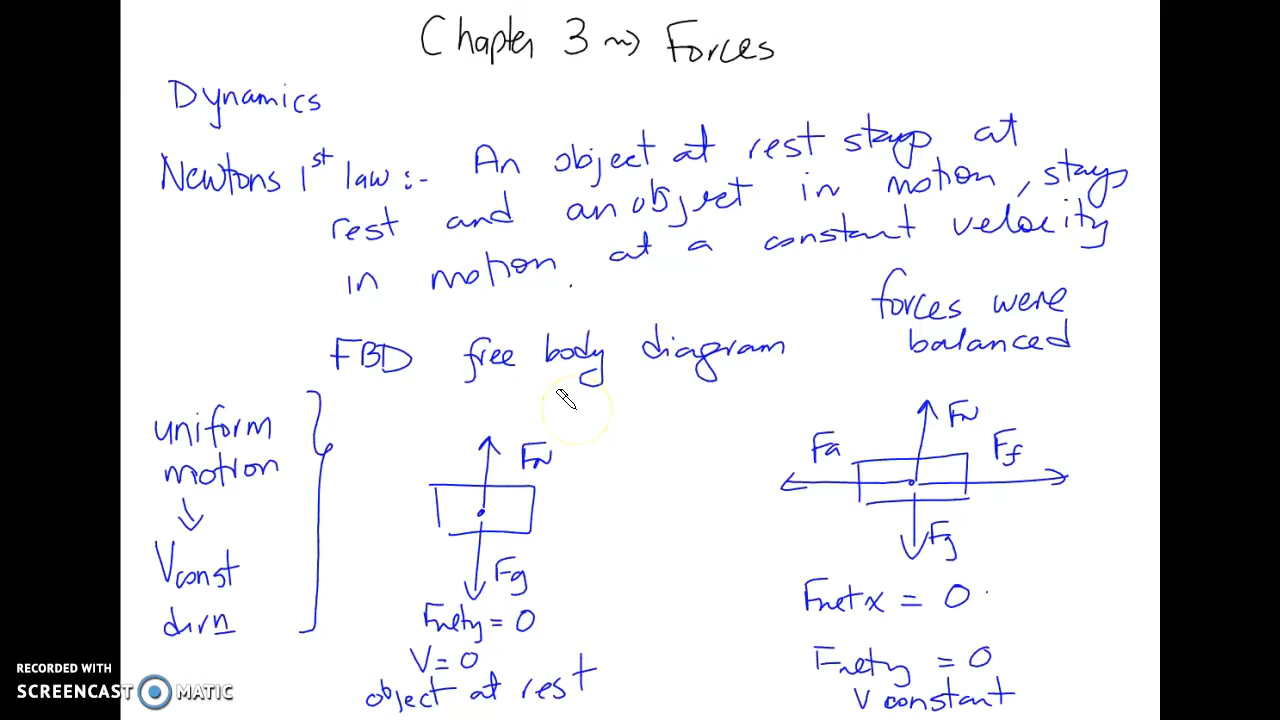 Chapter 3 ⇝ Forces
Dynamics
Newtons 1st law :- An object at rest stays at
rest and an object in motion, stays
in motion at a constant velocity.
forces were
balanced
FBD free body diagram
uniform
motion
↓
Vconst
dirn
FN
Fg
Fnety = 0
V = 0
object at rest
FN
Fa
Ff
Fg
Fnetx = 0
Fnety = 0
V constant
RECORDED WITH
SCREENCAST MATIC